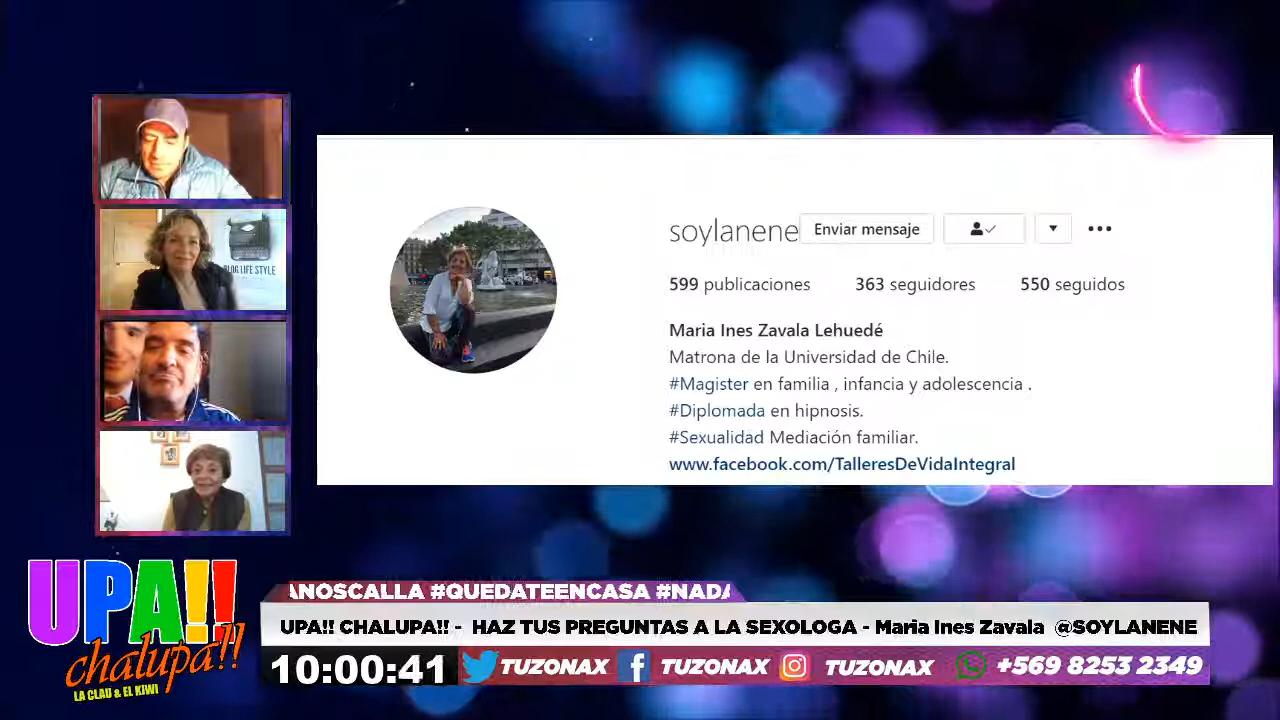 BLOG LIFE STYLE
soylanene Enviar mensaje
599 publicaciones 363 seguidores 550 seguidos
Maria Ines Zavala Lehuedé
Matrona de la Universidad de Chile.
#Magister en familia , infancia y adolescencia .
#Diplomada en hipnosis.
#Sexualidad Mediación familiar.
www.facebook.com/TalleresDeVidaIntegral
UPA!!
chalupa!!
LA CLAU & EL KIWI
ANOSCALLA #QUEDATEENCASA #NADA
UPA!! CHALUPA!! - HAZ TUS PREGUNTAS A LA SEXOLOGA - Maria Ines Zavala @SOYLANENE
10:00:41 TUZONAX TUZONAX TUZONAX +569 8253 2349